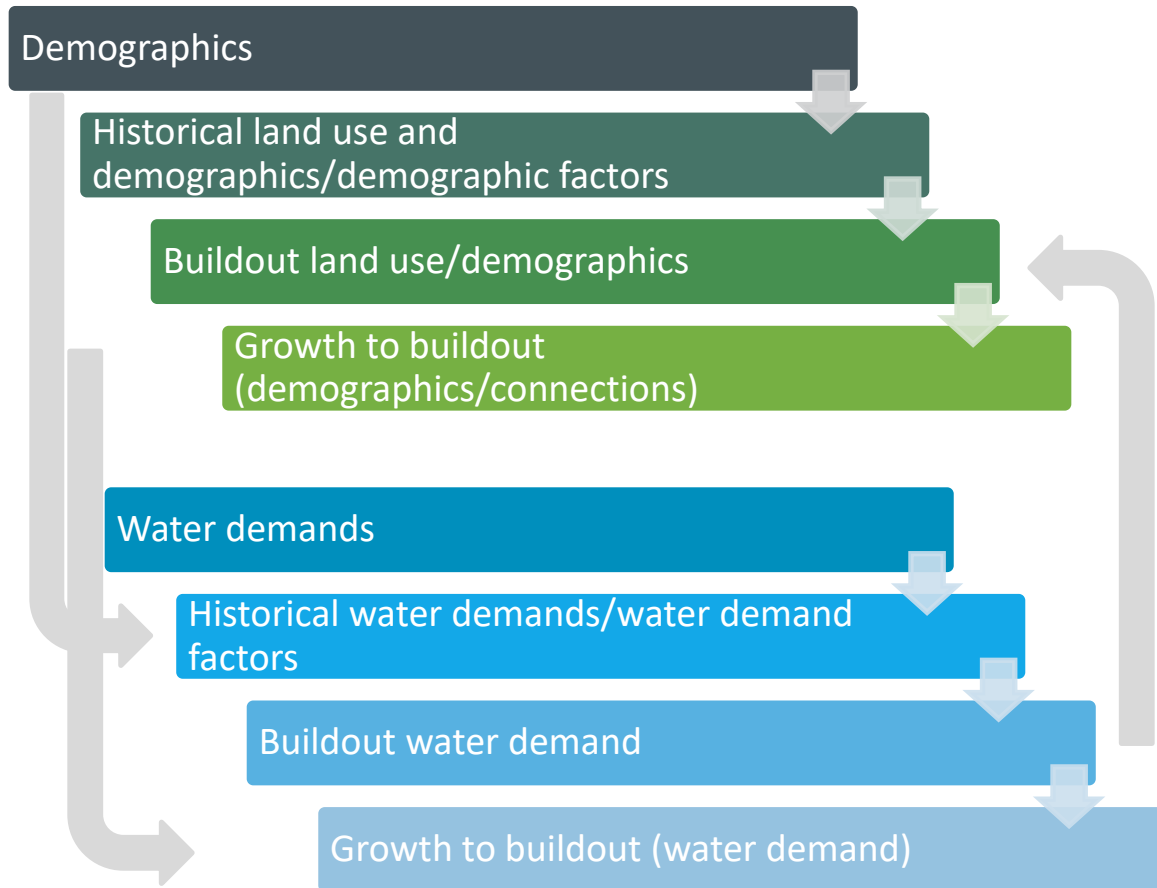 Demographics
Historical land use and
demographics/demographic factors
Buildout land use/demographics
Growth to buildout
(demographics/connections)
Water demands
Historical water demands/water demand
factors
Buildout water demand
Growth to buildout (water demand)